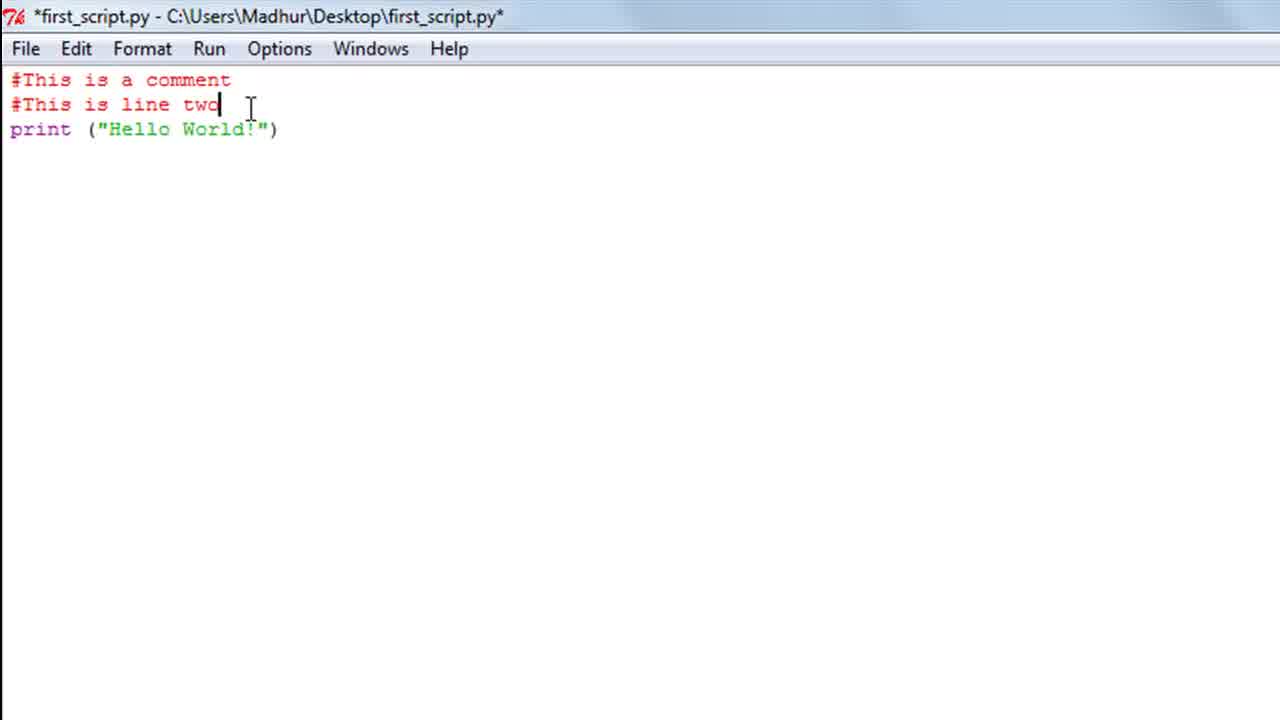 *first_script.py - C:\Users\Madhur\Desktop\first_script.py*
File Edit Format Run Options Windows Help
#This is a comment
#This is line two
print ("Hello World!")